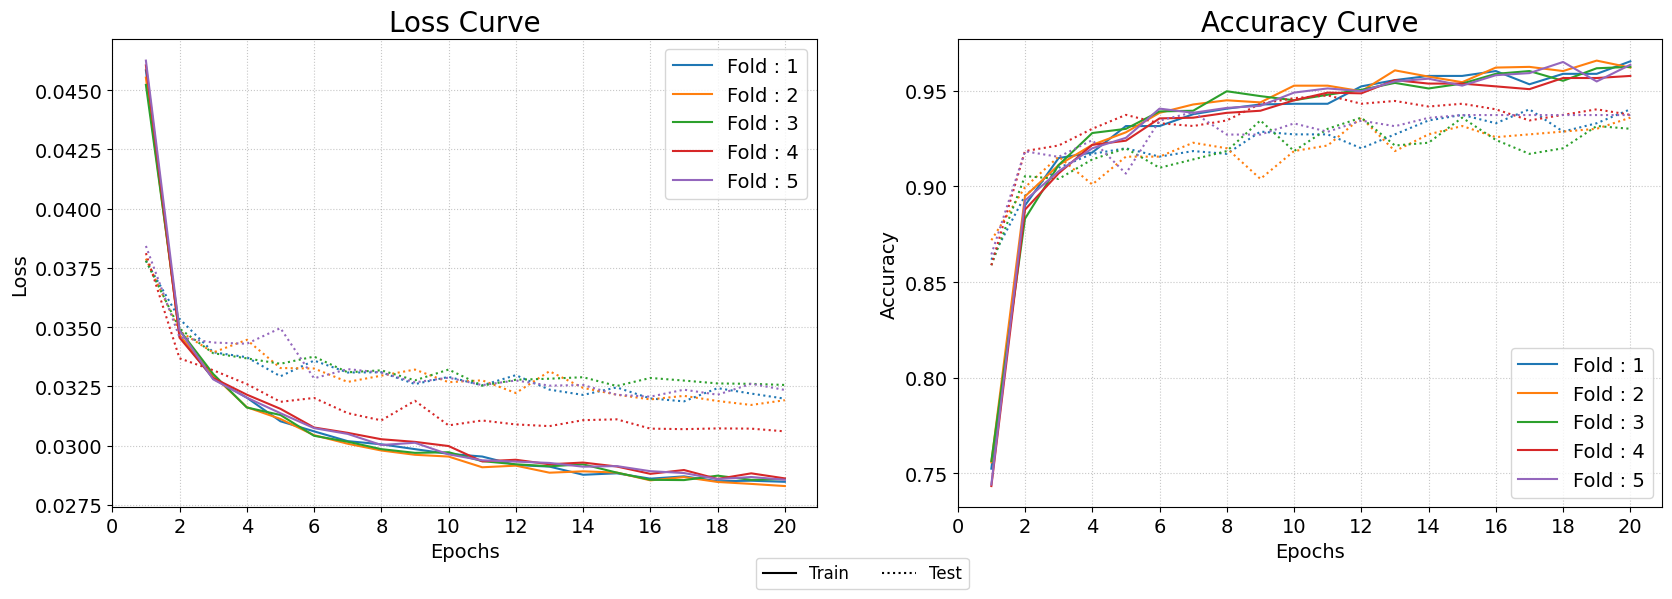 Loss Curve
Loss
0.0450
0.0425
0.0400
0.0375
0.0350
0.0325
0.0300
0.0275
0 2 4 6 8 10 12 14 16 18 20
Epochs
Fold : 1
Fold : 2
Fold : 3
Fold : 4
Fold : 5
Accuracy Curve
Accuracy
0.95
0.90
0.85
0.80
0.75
0 2 4 6 8 10 12 14 16 18 20
Epochs
Fold : 1
Fold : 2
Fold : 3
Fold : 4
Fold : 5
Train Test